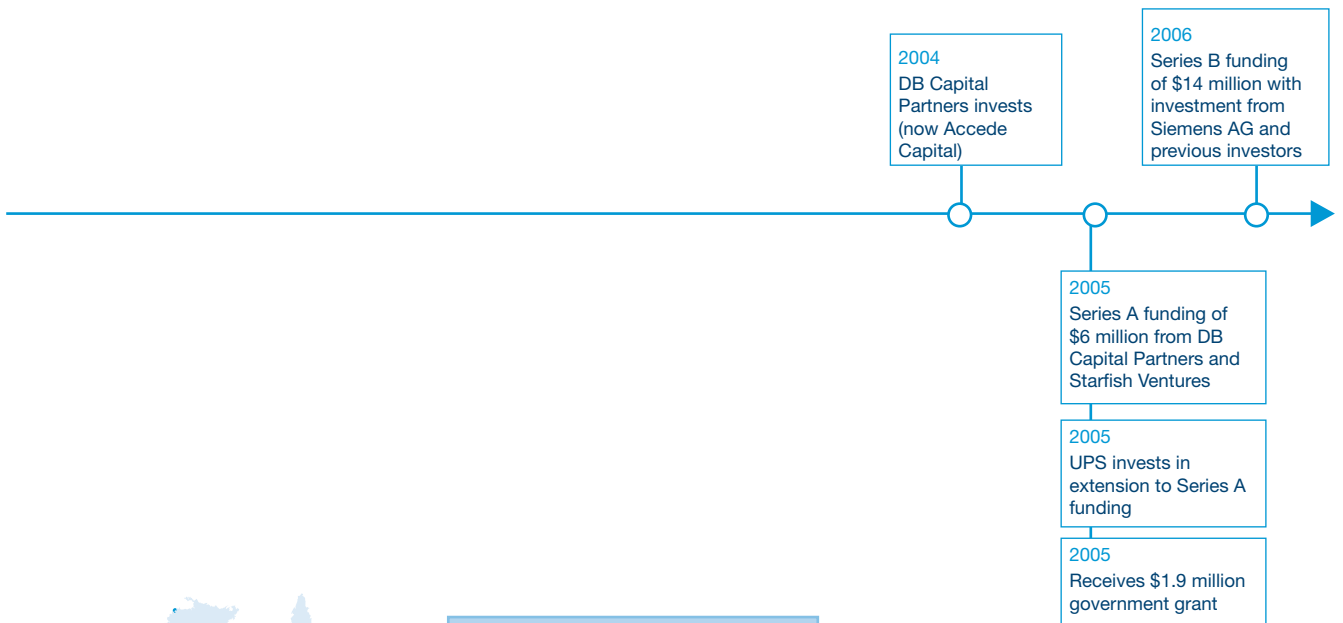 2004
DB Capital
Partners invests
(now Accede
Capital)
2006
Series B funding
of $14 million with
investment from
Siemens AG and
previous investors
2005
Series A funding of
$6 million from DB
Capital Partners and
Starfish Ventures
2005
UPS invests in
extension to Series A
funding
2005
Receives $1.9 million
government grant